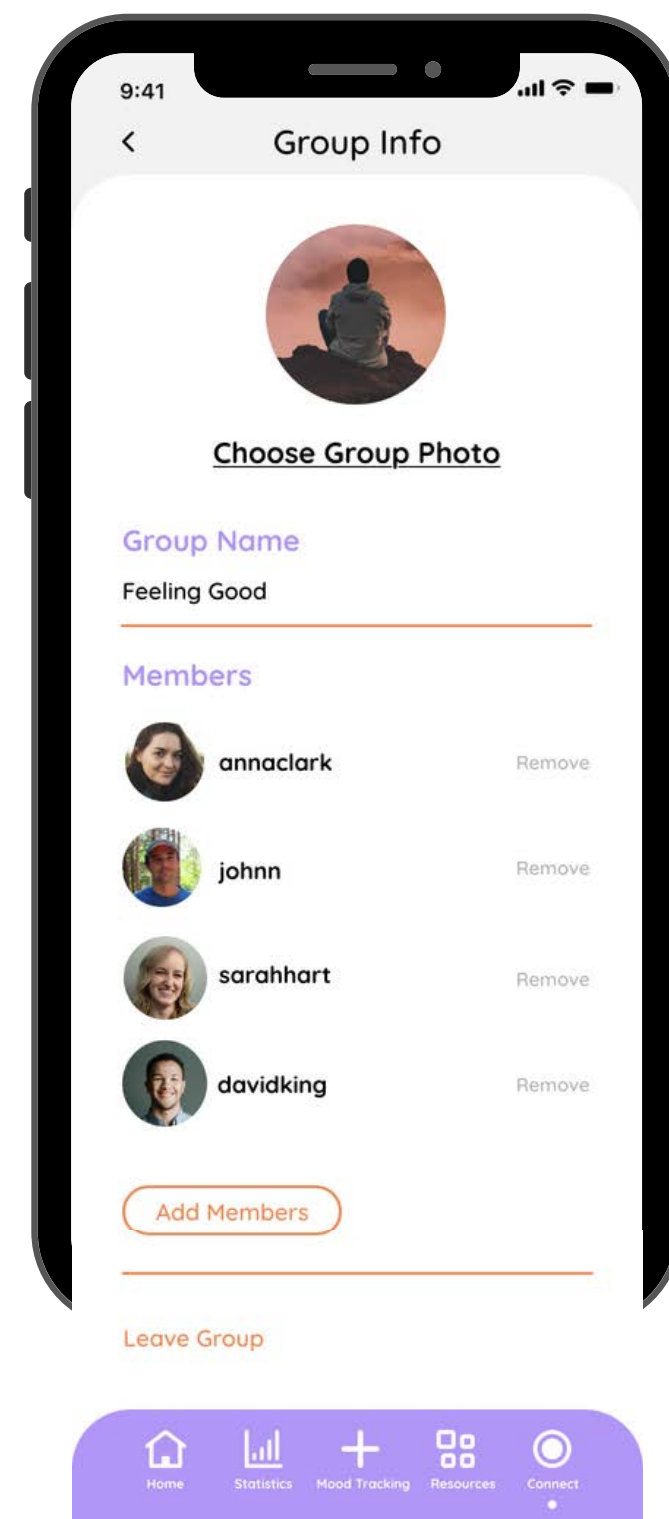 9:41
Group Info
Choose Group Photo
Group Name
Feeling Good
Members
annaclark Remove
johnn Remove
sarahhart Remove
davidking Remove
Add Members
Leave Group
Home Statistics Mood Tracking Resources Connect